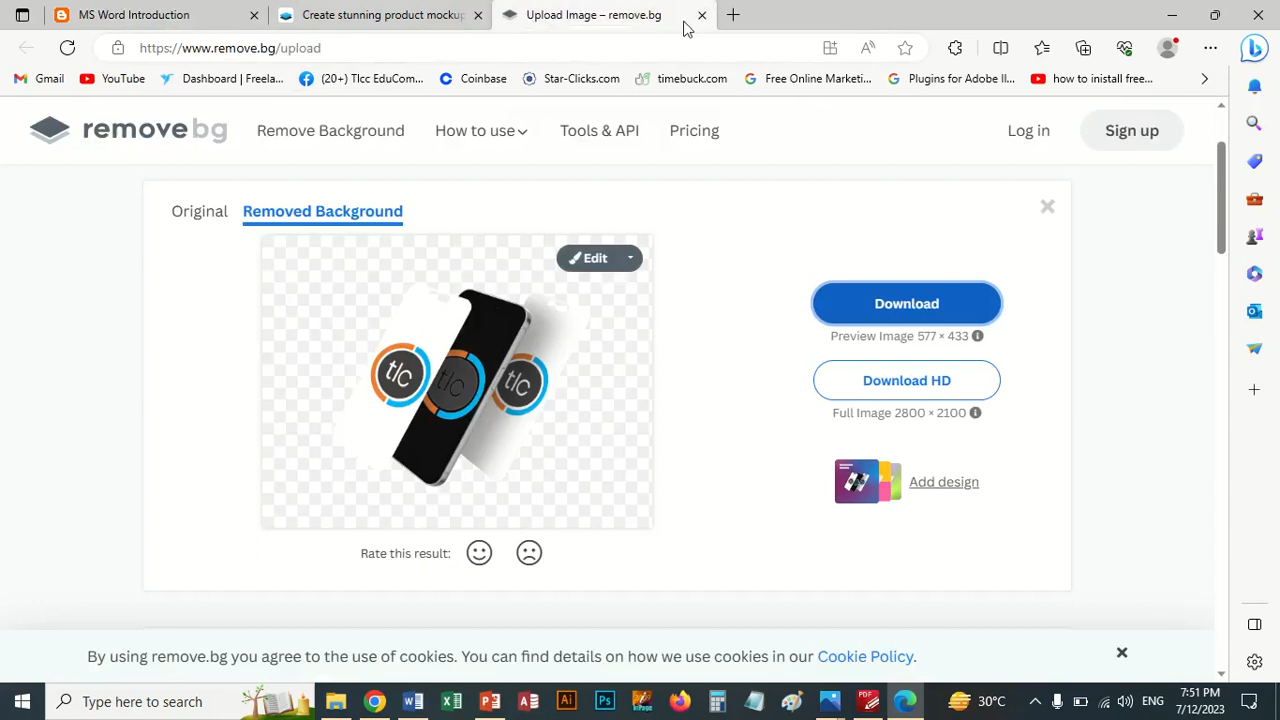 MS Word Introduction
Create stunning product mockup
Upload Image – remove.bg
https://www.remove.bg/upload
Gmail
YouTube
Dashboard | Freela...
(20+) Tlcc EduCom...
Coinbase
Star-Clicks.com
timebuck.com
Free Online Marketi...
Plugins for Adobe Il...
how to inistall free...
removebg
Remove Background
How to use
Tools & API
Pricing
Log in
Sign up
Original
Removed Background
Edit
Download
Preview Image 577 × 433
Download HD
Full Image 2800 × 2100
tlc
tlc
tlc
Add design
Rate this result:
By using remove.bg you agree to the use of cookies. You can find details on how we use cookies in our Cookie Policy.
Type here to search
30°C
ENG
7:51 PM
7/12/2023